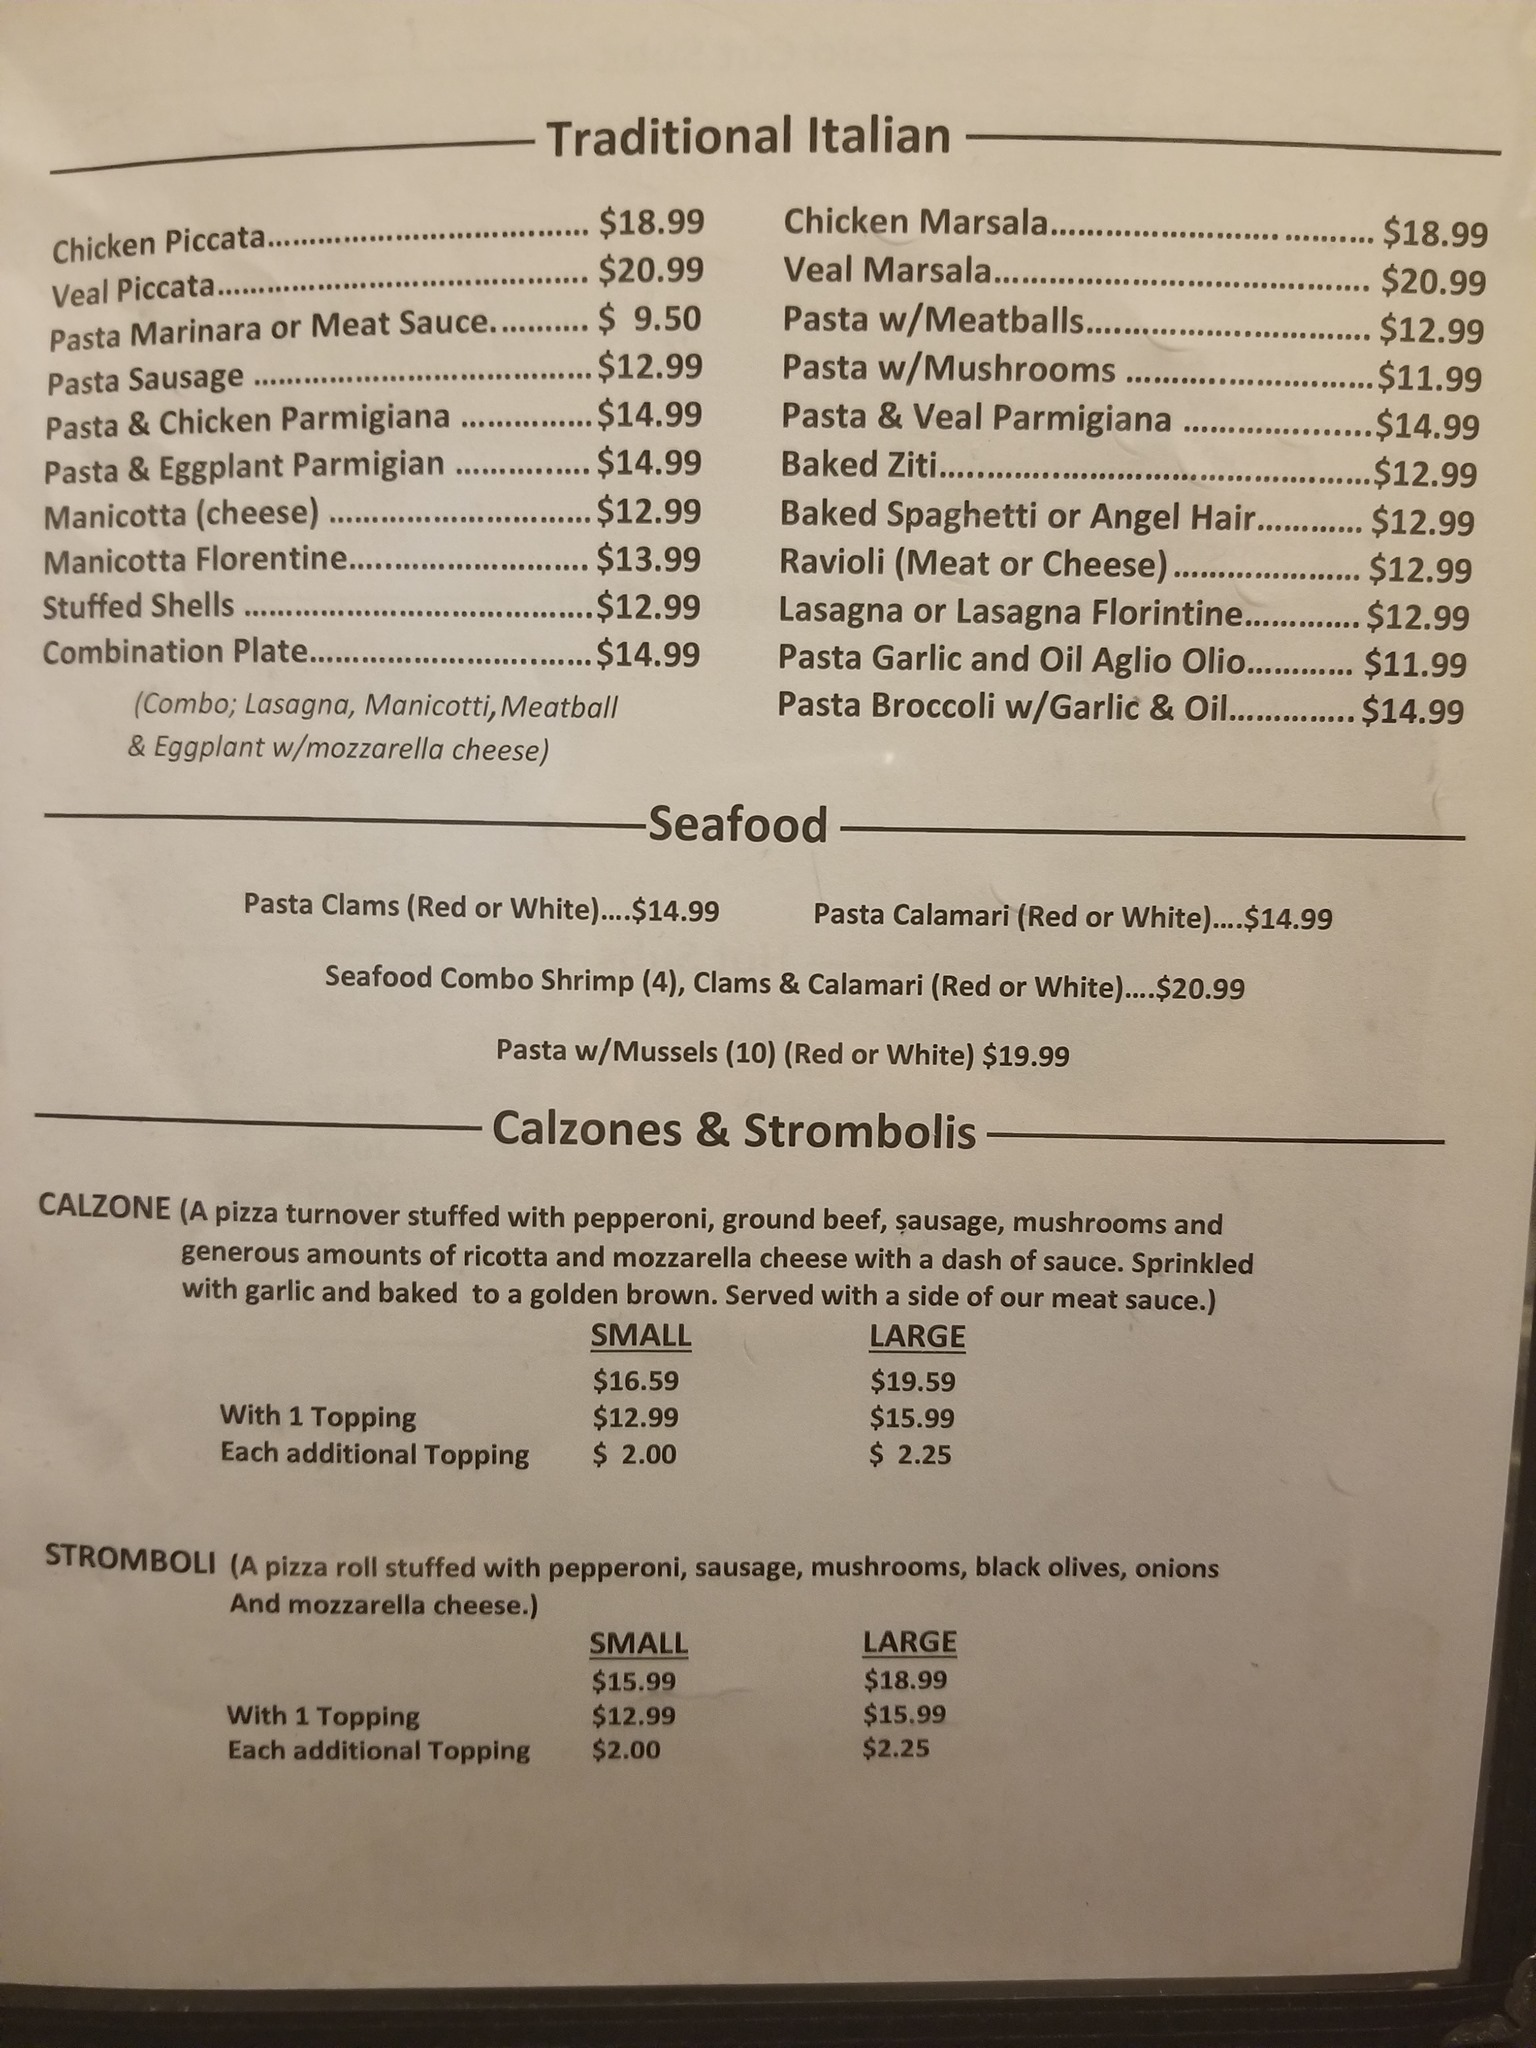 Traditional Italian
Chicken Piccata.................................... $18.99
Veal Piccata.......................................... $20.99
Pasta Marinara or Meat Sauce........... $ 9.50
Pasta Sausage ......................................$12.99
Pasta & Chicken Parmigiana ..............$14.99
Pasta & Eggplant Parmigian ............... $14.99
Manicotta (cheese) .............................$12.99
Manicotta Florentine.......................... $13.99
Stuffed Shells ......................................$12.99
Combination Plate...............................$14.99
(Combo; Lasagna, Manicotti, Meatball
& Eggplant w/mozzarella cheese)
Chicken Marsala......................... .......... $18.99
Veal Marsala......................................... $20.99
Pasta w/Meatballs............................... $12.99
Pasta w/Mushrooms ...........................$11.99
Pasta & Veal Parmigiana .....................$14.99
Baked Ziti...............................................$12.99
Baked Spaghetti or Angel Hair............ $12.99
Ravioli (Meat or Cheese)..................... $12.99
Lasagna or Lasagna Florintine............. $12.99
Pasta Garlic and Oil Aglio Olio............ $11.99
Pasta Broccoli w/Garlic & Oil.............. $14.99
Seafood
Pasta Clams (Red or White)....$14.99 Pasta Calamari (Red or White)....$14.99
Seafood Combo Shrimp (4), Clams & Calamari (Red or White)....$20.99
Pasta w/Mussels (10) (Red or White) $19.99
Calzones & Strombolis
CALZONE (A pizza turnover stuffed with pepperoni, ground beef, sausage, mushrooms and
generous amounts of ricotta and mozzarella cheese with a dash of sauce. Sprinkled
with garlic and baked to a golden brown. Served with a side of our meat sauce.)
SMALL LARGE
$16.59 $19.59
With 1 Topping $12.99 $15.99
Each additional Topping $ 2.00 $ 2.25
STROMBOLI (A pizza roll stuffed with pepperoni, sausage, mushrooms, black olives, onions
And mozzarella cheese.)
SMALL LARGE
$15.99 $18.99
With 1 Topping $12.99 $15.99
Each additional Topping $2.00 $2.25